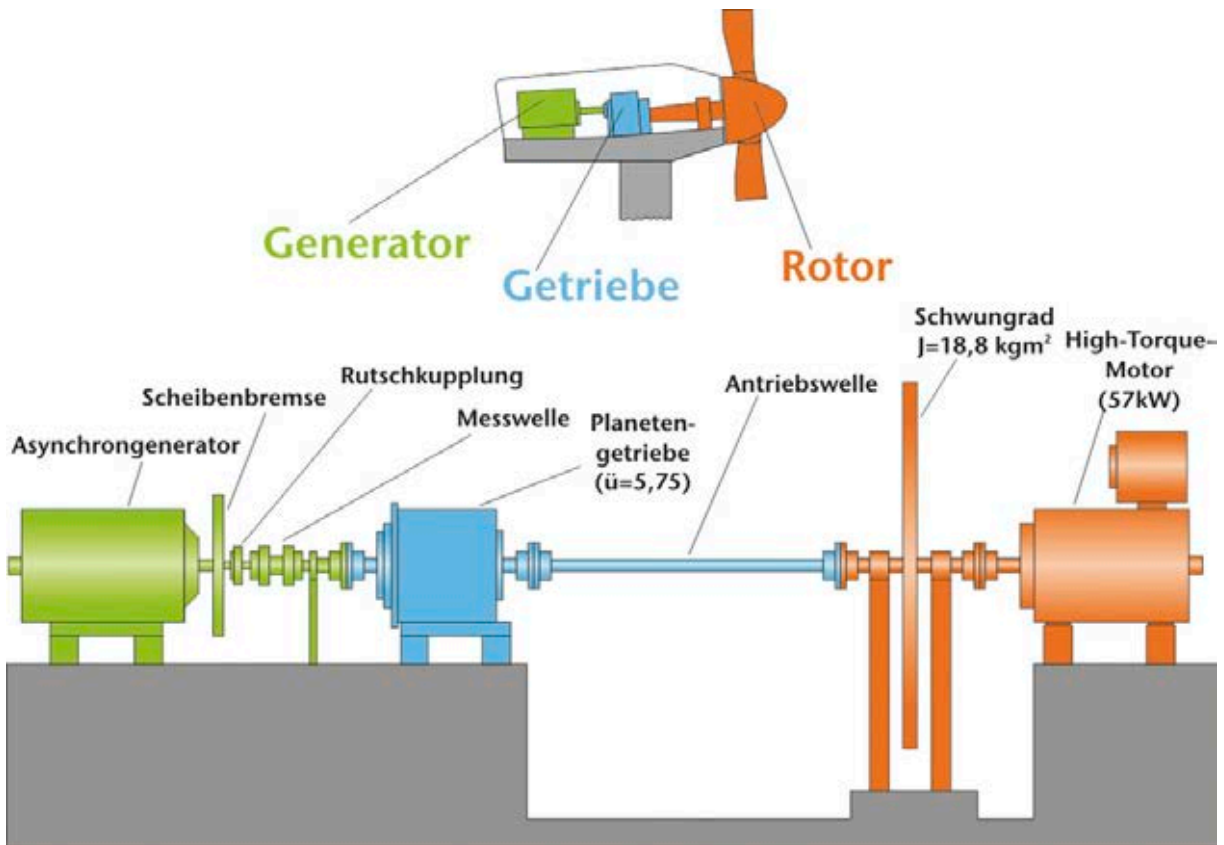 Generator
Getriebe
Rotor
Asynchrongenerator
Scheibenbremse
Rutschkupplung
Messwelle
Planeten-
getriebe
(ü=5,75)
Antriebswelle
Schwungrad
J=18,8 kgm²
High-Torque-
Motor
(57kW)